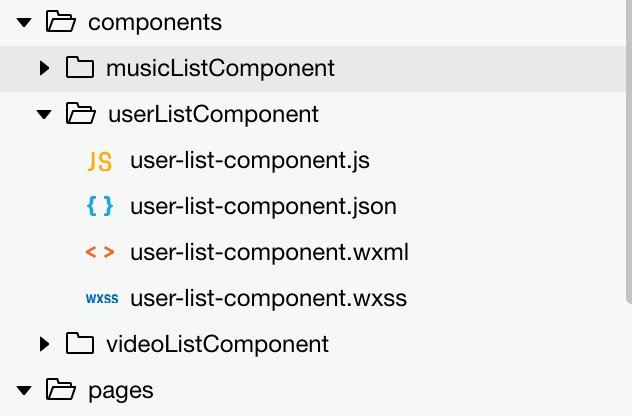 components
musicListComponent
userListComponent
JS user-list-component.js
{ } user-list-component.json
< > user-list-component.wxml
wxss user-list-component.wxss
videoListComponent
pages